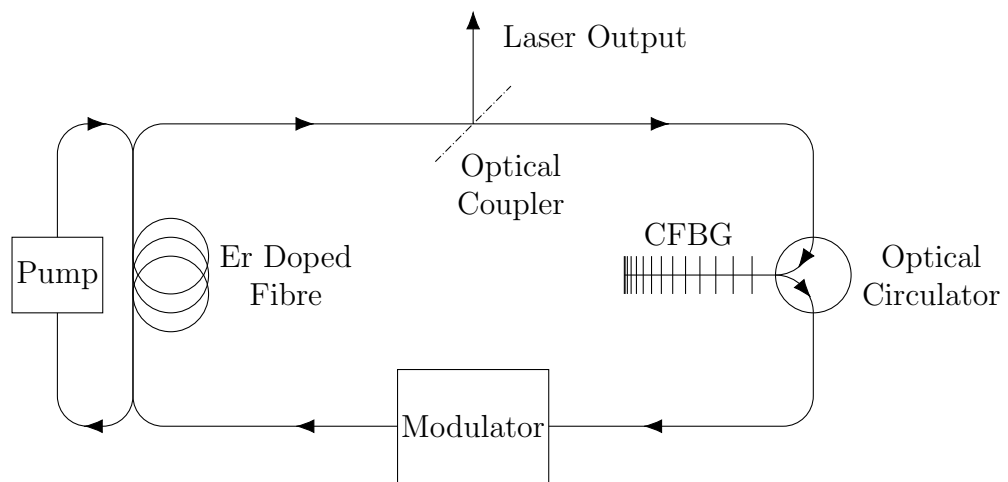 Laser Output
Optical
Coupler
CFBG
Pump
Er Doped
Fibre
Optical
Circulator
Modulator